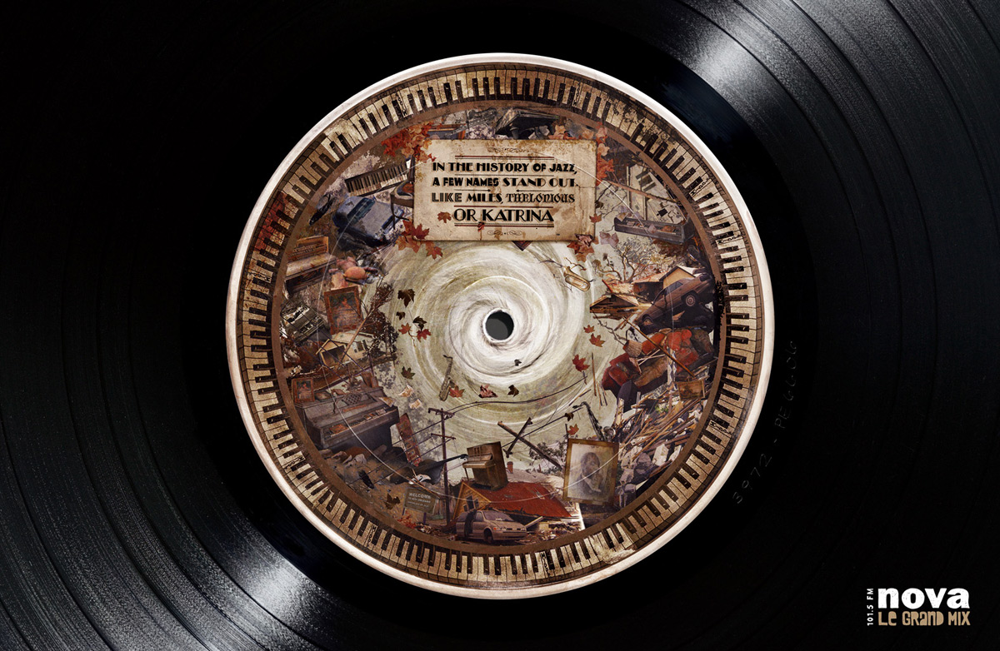 IN THE HISTORY OF JAZZ,
A FEW NAMES STAND OUT.
LIKE MILES, THELONIOUS
OR KATRINA
WELCOME
101.5 FM
nova
LE GRAND MIX